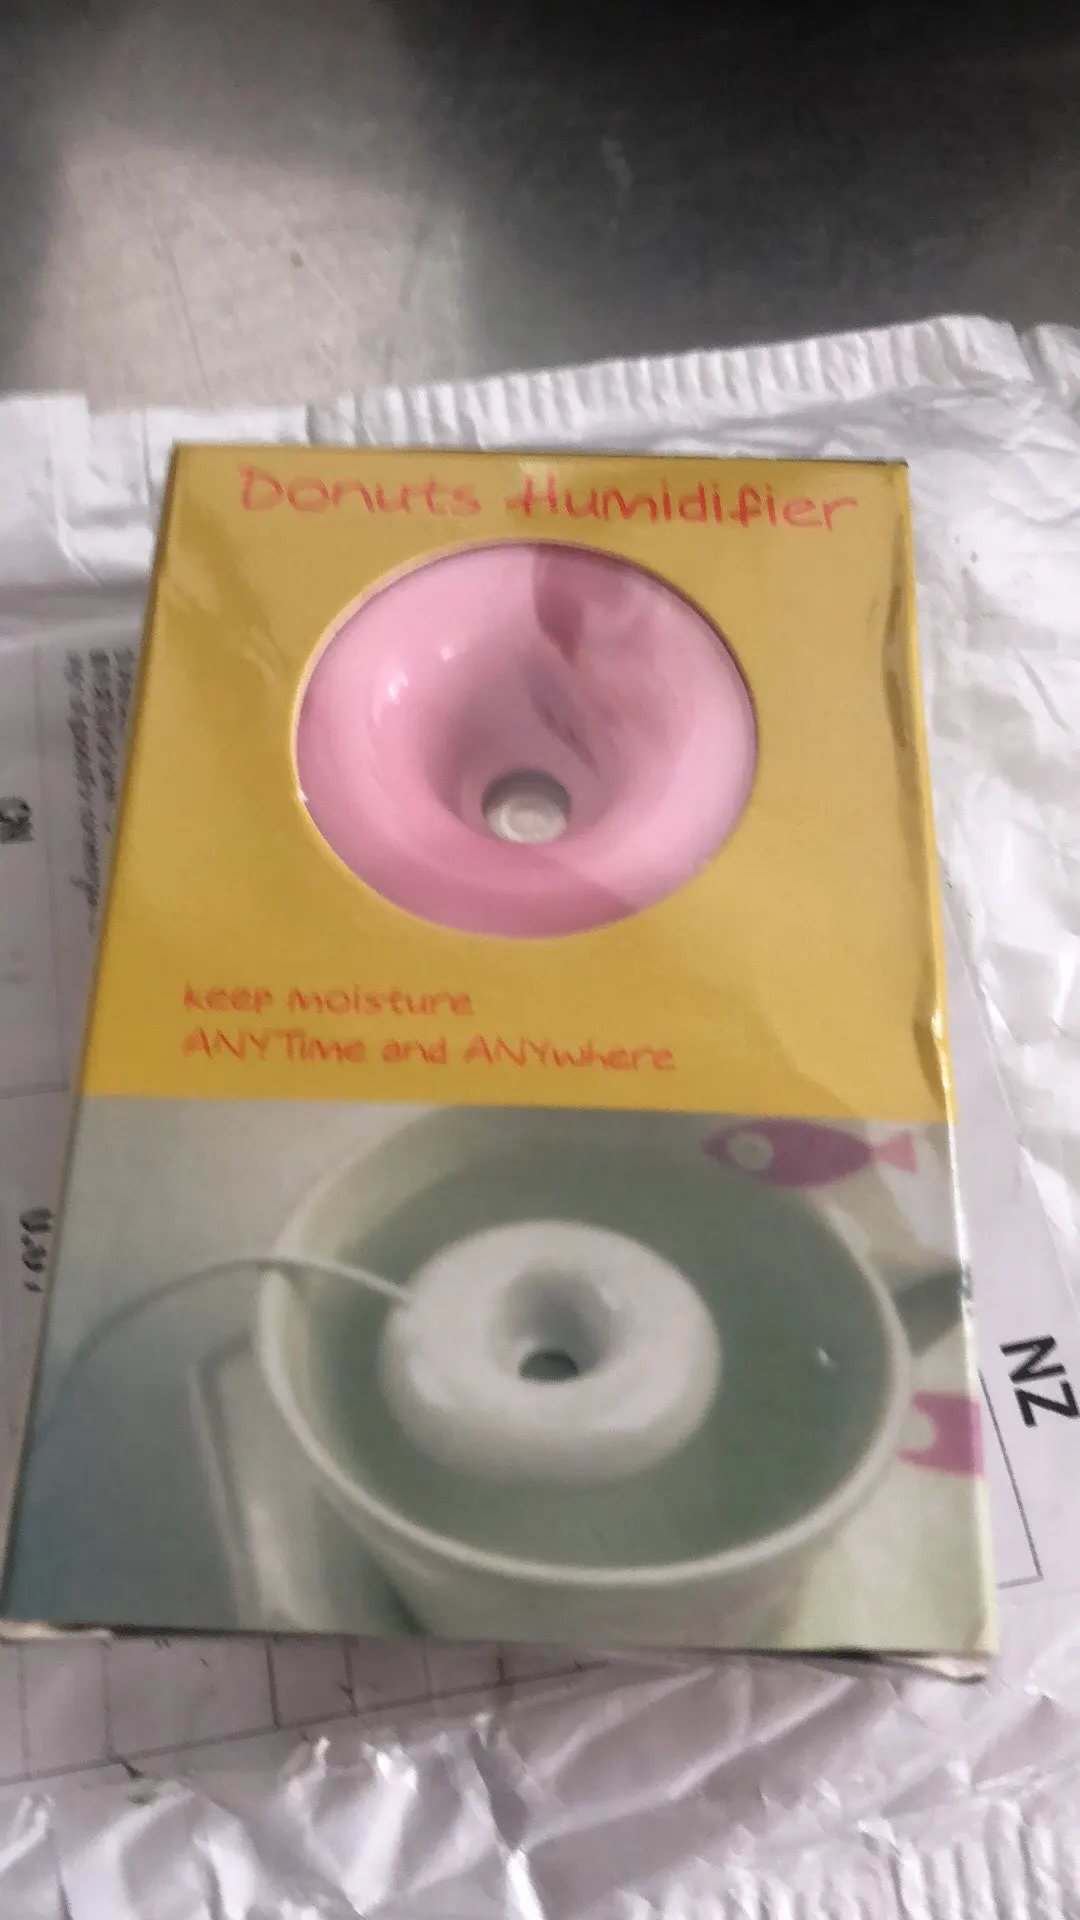 Donuts Humidifier
keep moisture
ANYTime and ANYwhere
NZ